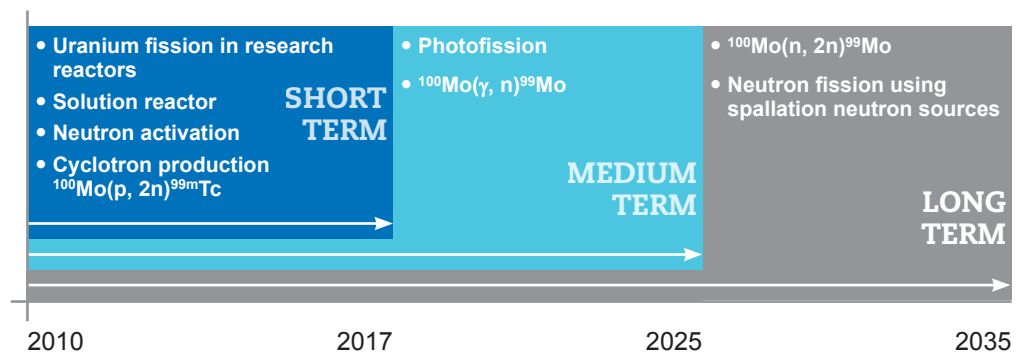 • Uranium fission in research
reactors
• Solution reactor
• Neutron activation
• Cyclotron production
¹⁰⁰Mo(p, 2n)⁹⁹ᵐTc
SHORT
TERM
• Photofission
• ¹⁰⁰Mo(γ, n)⁹⁹Mo
MEDIUM
TERM
• ¹⁰⁰Mo(n, 2n)⁹⁹Mo
• Neutron fission using
spallation neutron sources
LONG
TERM
2010 2017 2025 2035